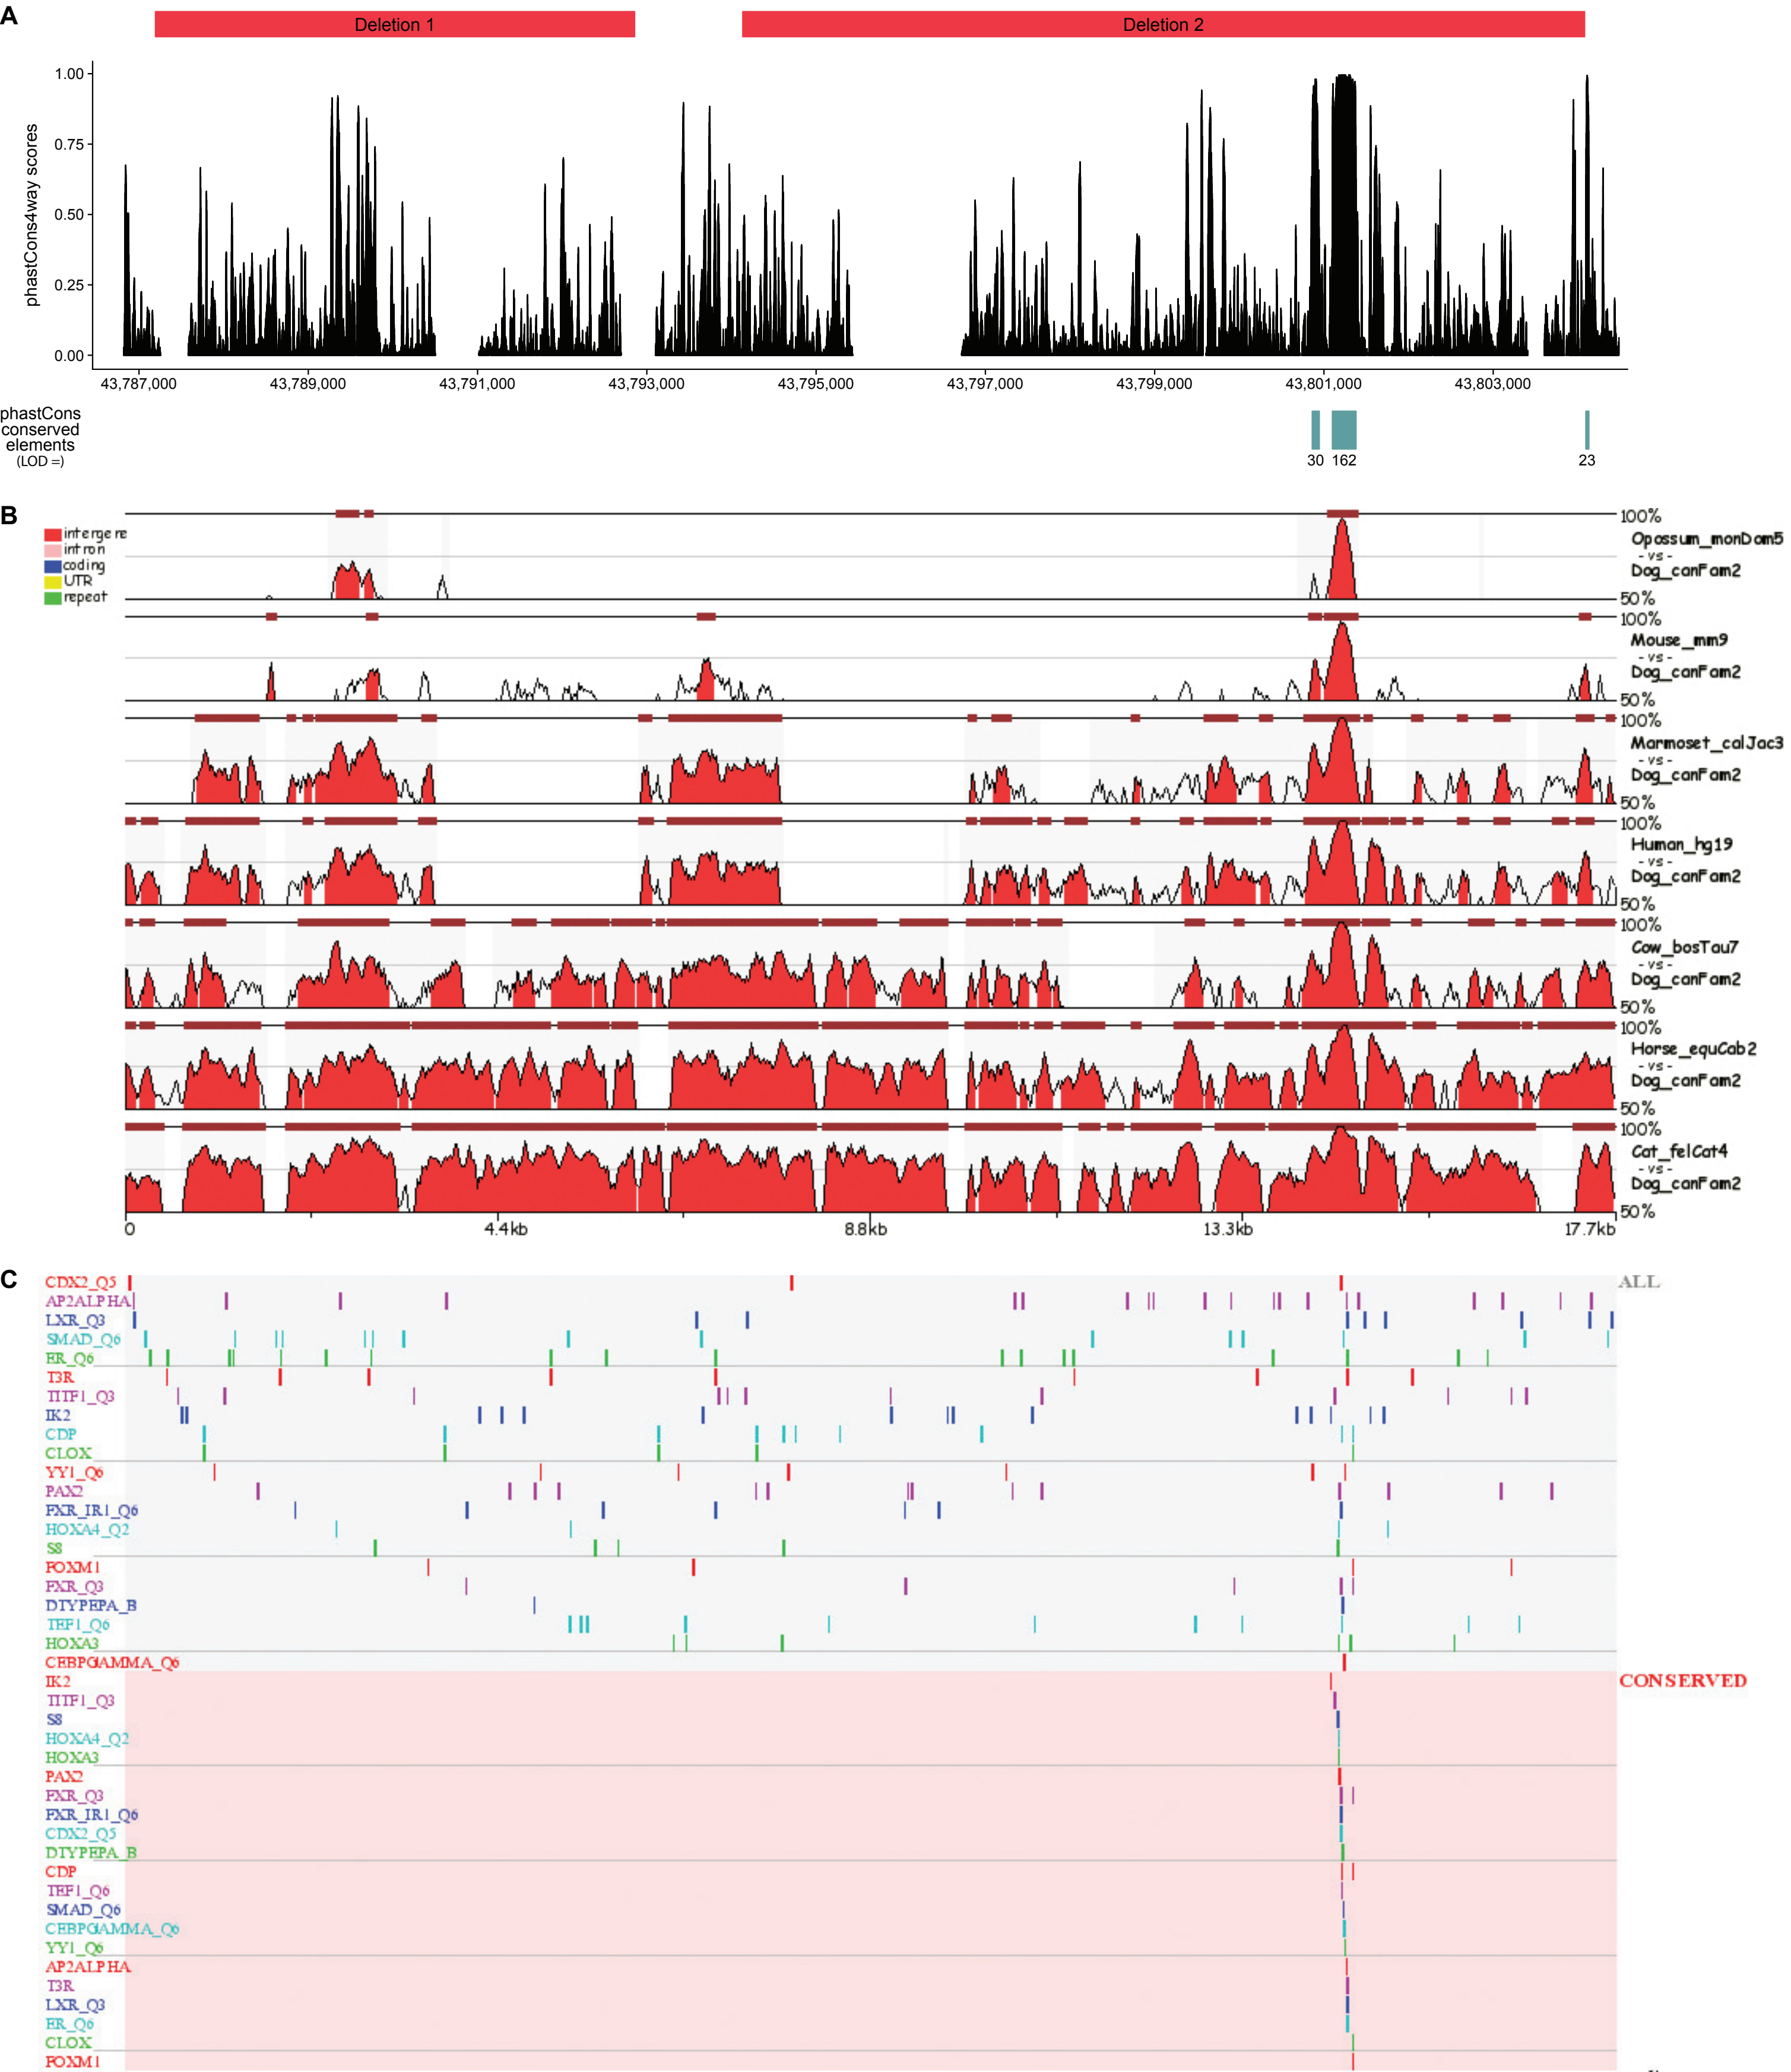 A
Deletion 1
Deletion 2
phastCons4way scores
1.00
0.75
0.50
0.25
0.00
43,787,000
43,789,000
43,791,000
43,793,000
43,795,000
43,797,000
43,799,000
43,801,000
43,803,000
phastCons
conserved
elements
(LOD =)
30
162
23
B
intergene
intron
coding
UTR
repeat
100%
Opossum_monDom5
- vs -
Dog_canFam2
50%
100%
Mouse_mm9
- vs -
Dog_canFam2
50%
100%
Marmoset_calJac3
- vs -
Dog_canFam2
50%
100%
Human_hg19
- vs -
Dog_canFam2
50%
100%
Cow_bosTau7
- vs -
Dog_canFam2
50%
100%
Horse_equCab2
- vs -
Dog_canFam2
50%
100%
Cat_felCat4
- vs -
Dog_canFam2
50%
0
4.4kb
8.8kb
13.3kb
17.7kb
C
CDX2_Q5
ALL
AP2ALPHA
LXR_Q3
SMAD_Q6
ER_Q6
T3R
TITF1_Q3
IK2
CDP
CLOX
YY1_Q6
PAX2
FXR_IR1_Q6
HOXA4_Q2
S8
FOXM1
FXR_Q3
DTYPEPA_B
TEF1_Q6
HOXA3
CEBPGAMMA_Q6
IK2
CONSERVED
TITF1_Q3
S8
HOXA4_Q2
HOXA3
PAX2
FXR_Q3
FXR_IR1_Q6
CDX2_Q5
DTYPEPA_B
CDP
TEF1_Q6
SMAD_Q6
CEBPGAMMA_Q6
YY1_Q6
AP2ALPHA
T3R
LXR_Q3
ER_Q6
CLOX
FOXM1